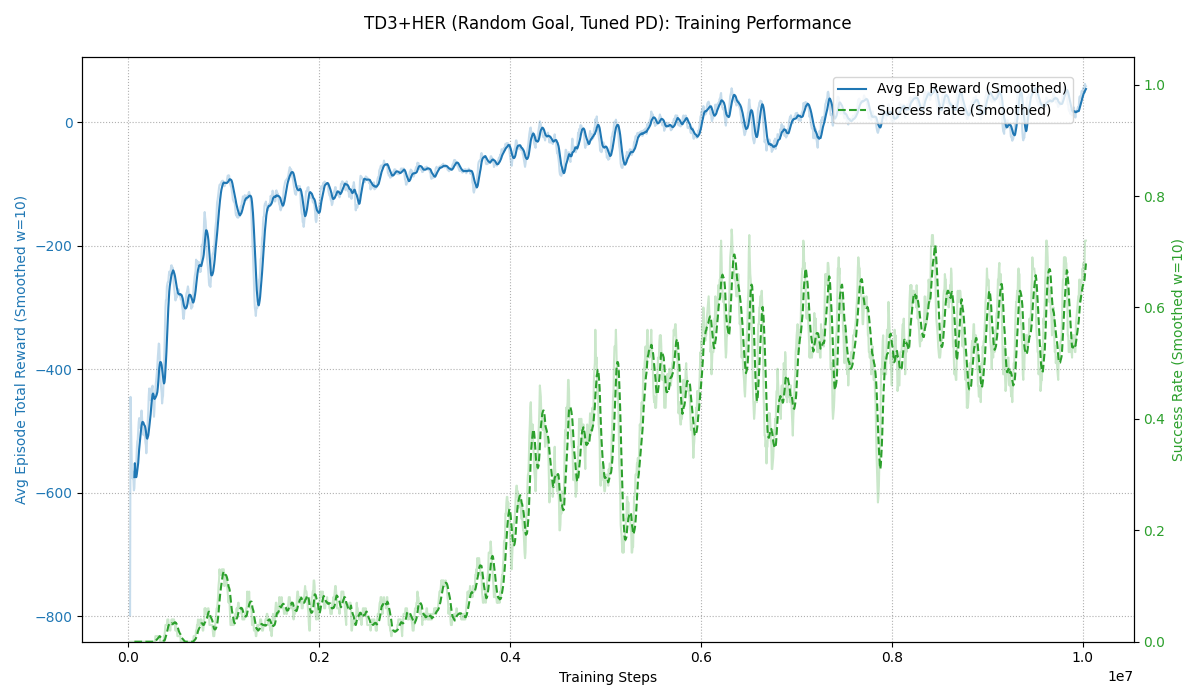 TD3+HER (Random Goal, Tuned PD): Training Performance
Avg Ep Reward (Smoothed)
Success rate (Smoothed)
Avg Episode Total Reward (Smoothed w=10)
0
−200
−400
−600
−800
Success Rate (Smoothed w=10)
1.0
0.8
0.6
0.4
0.2
0.0
0.0 0.2 0.4 0.6 0.8 1.0
1e7
Training Steps